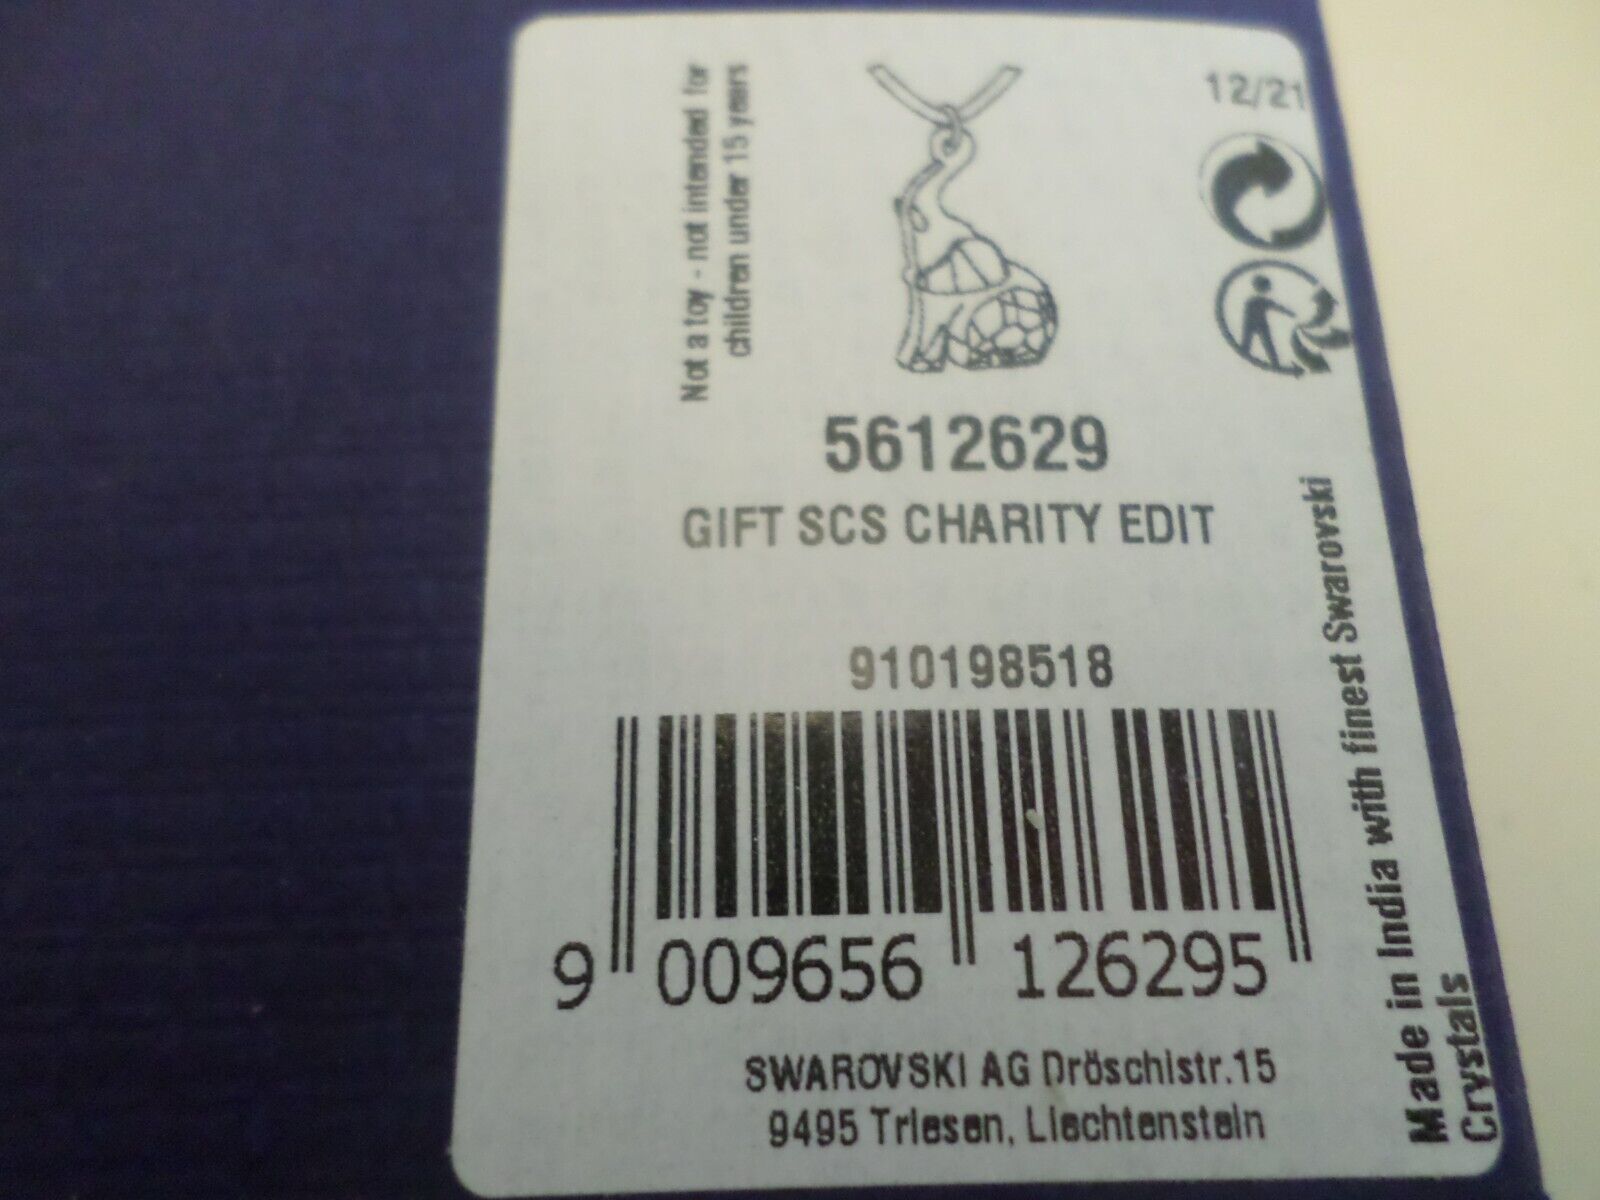 Not a toy - not intended for
children under 15 years
12/21
5612629
GIFT SCS CHARITY EDIT
910198518
9 009656 126295
SWAROVSKI AG Dröschistr.15
9495 Triesen, Liechtenstein
Made in India with finest Swarovski
Crystals